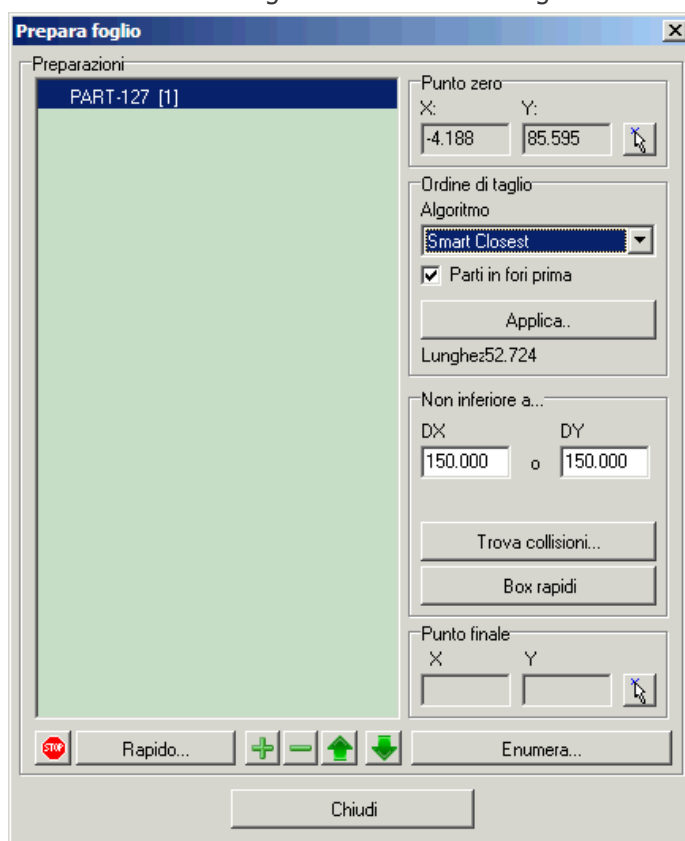 Prepara foglio
Preparazioni
PART-127 [1]
Punto zero
X: Y:
-4.188 85.595
Ordine di taglio
Algoritmo
Smart Closest
Parti in fori prima
Applica..
Lunghez52.724
Non inferiore a...
DX DY
150.000 o 150.000
Trova collisioni...
Box rapidi
Punto finale
X Y
STOP Rapido... Enumera...
Chiudi